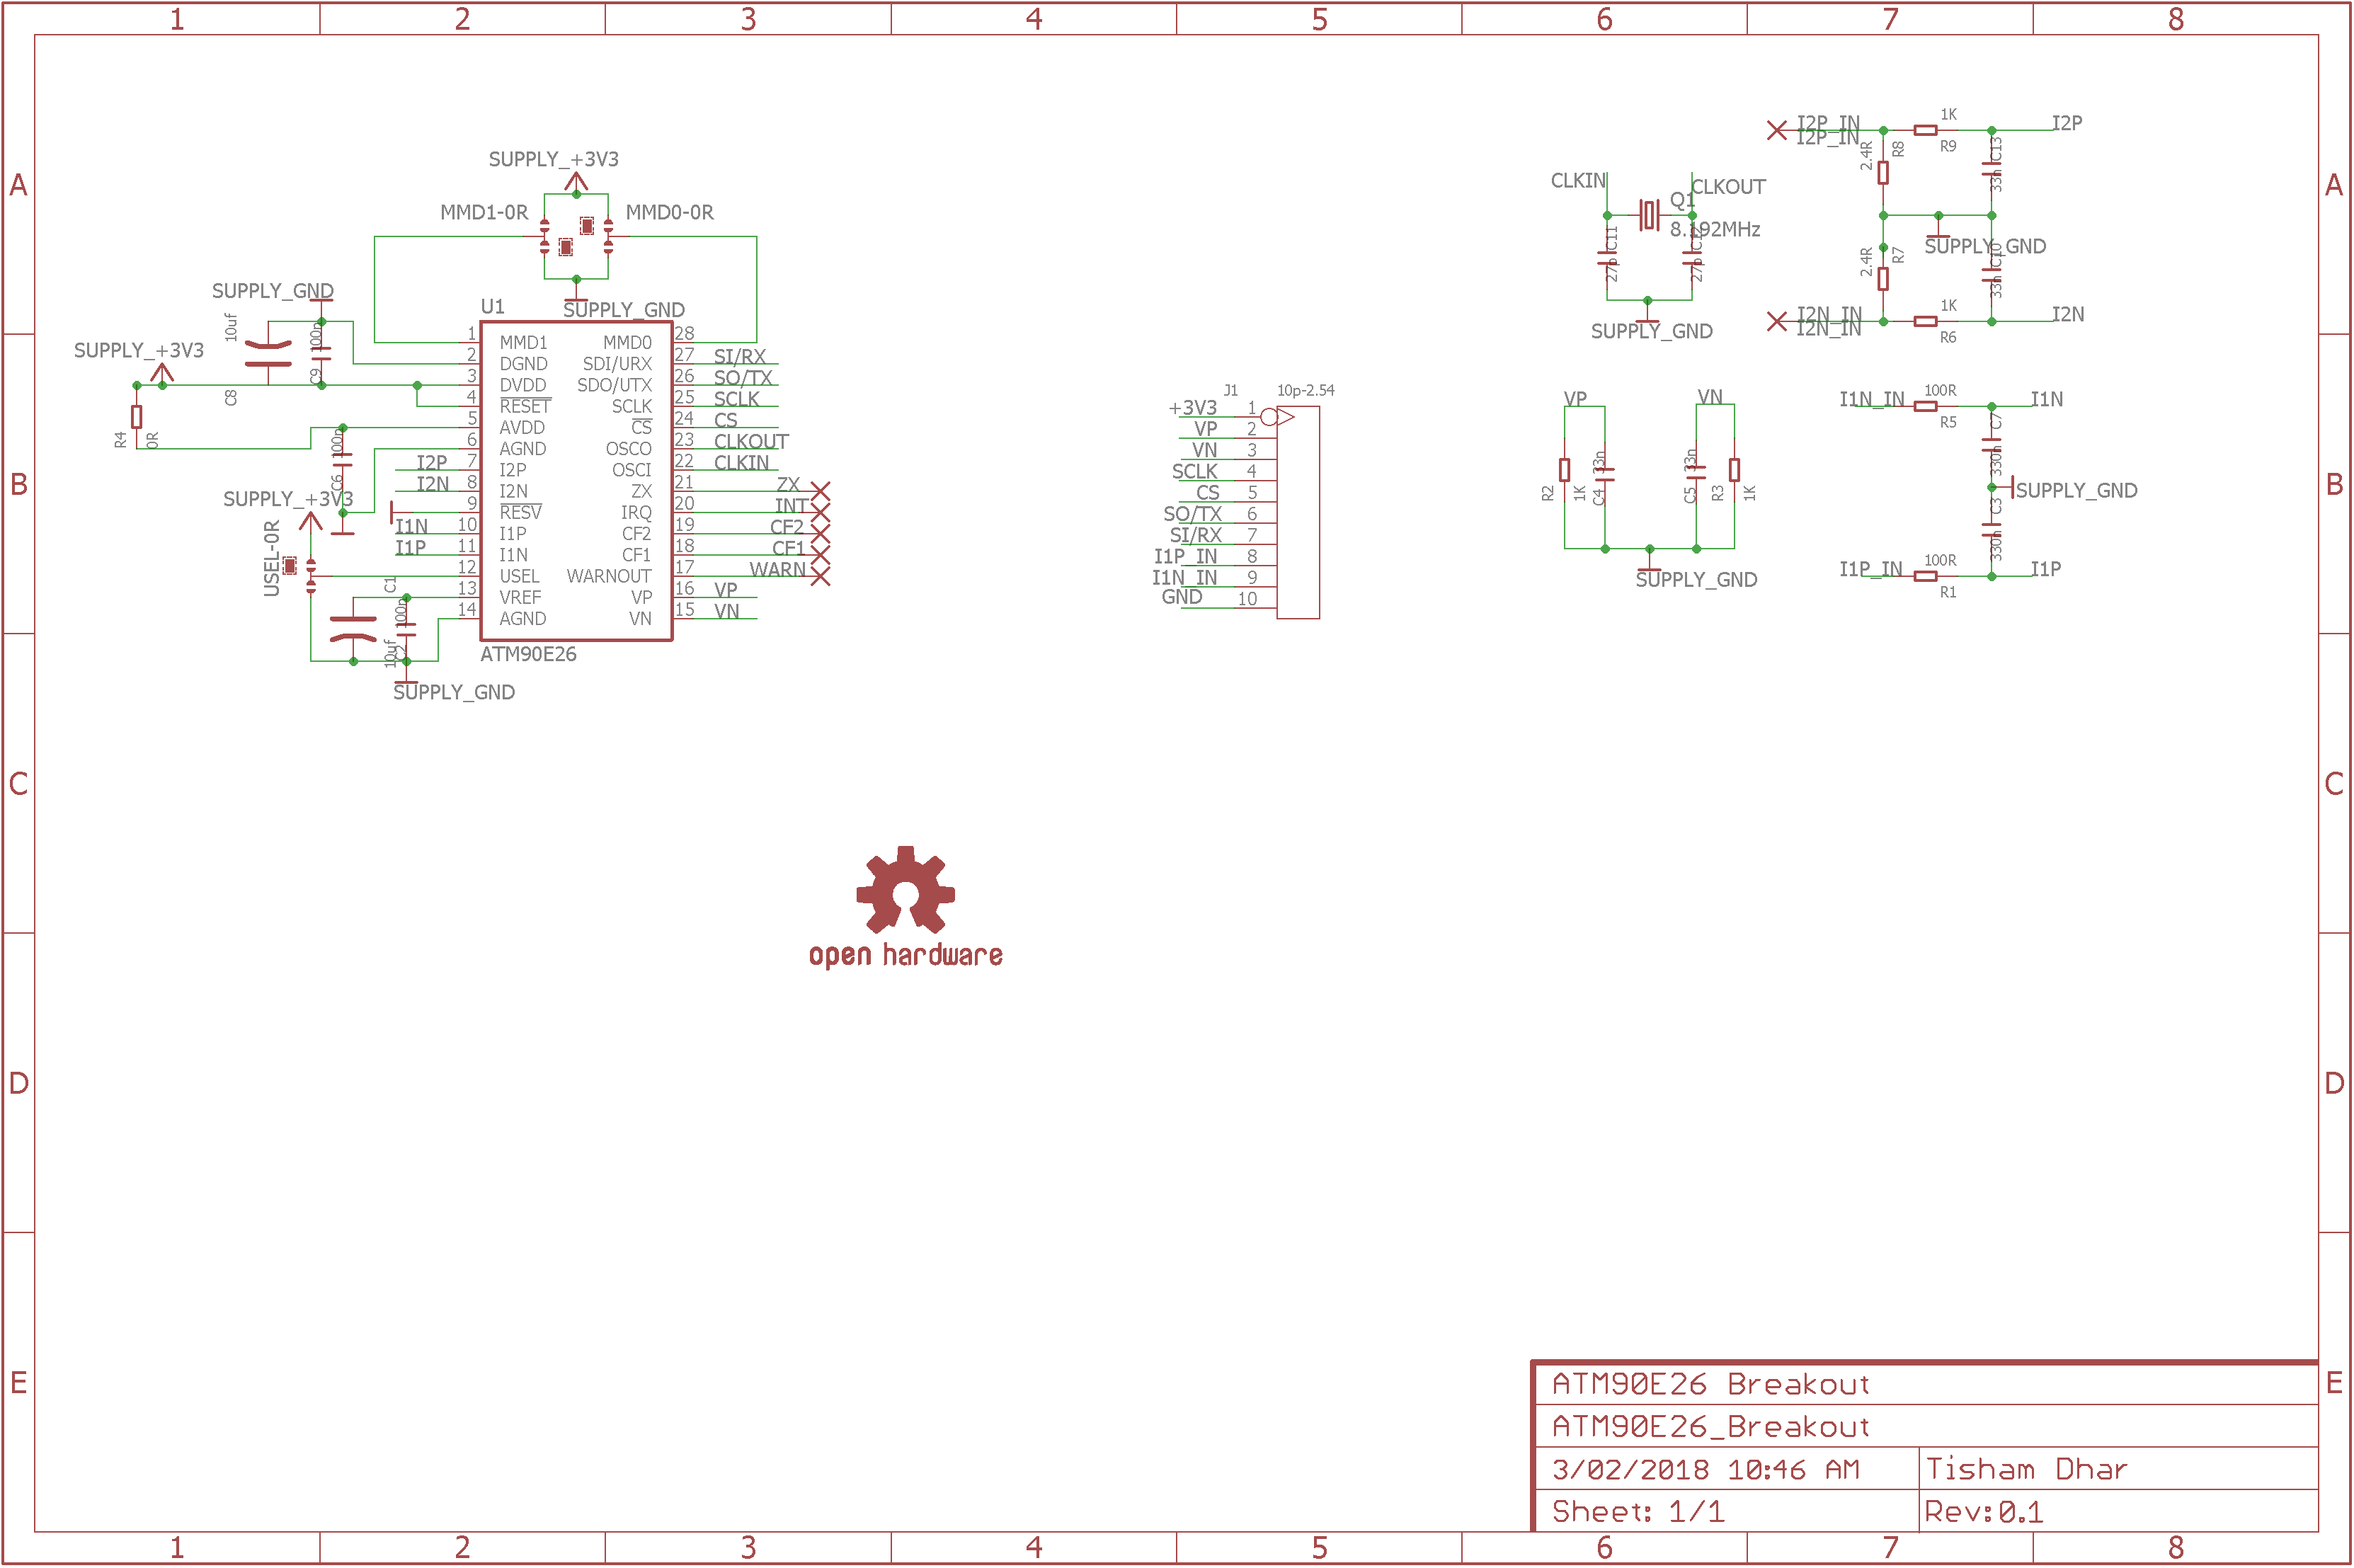 1 2 3 4 5 6 7 8
A A
B B
C C
D D
E E
SUPPLY_+3V3
MMD1-0R
MMD0-0R
SUPPLY_GND
SUPPLY_GND
10uf
C8
100n
C9
SUPPLY_+3V3
R4
0R
100n
C6
SUPPLY_+3V3
USEL-0R
C1
10uf
100n
C2
SUPPLY_GND
U1
1 MMD1
2 DGND
3 DVDD
4 RESET
5 AVDD
6 AGND
I2P 7 I2P
I2N 8 I2N
9 RESV
I1N 10 I1P
I1P 11 I1N
12 USEL
13 VREF
14 AGND
MMD0 28
SDI/URX 27 SI/RX
SDO/UTX 26 SO/TX
SCLK 25 SCLK
CS 24 CS
OSCO 23 CLKOUT
OSCI 22 CLKIN
ZX 21 ZX
IRQ 20 INT
CF2 19 CF2
CF1 18 CF1
WARNOUT 17 WARN
VP 16 VP
VN 15 VN
ATM90E26
J1 10p-2.54
+3V3 1
VP 2
VN 3
SCLK 4
CS 5
SO/TX 6
SI/RX 7
I1P_IN 8
I1N_IN 9
GND 10
CLKIN
CLKOUT
Q1
8.192MHz
C11
27p
27p
SUPPLY_GND
VP
VN
R2
1K
C4
33n
C5
33n
R3
1K
SUPPLY_GND
I2P_IN
I2P_IN
1K
R9
I2P
2.4R
R8
C13
33n
SUPPLY_GND
2.4R
R7
C10
33n
I2N_IN
I2N_IN
1K
R6
I2N
I1N_IN
100R
R5
I1N
C7
330n
SUPPLY_GND
C3
330n
I1P_IN
100R
R1
I1P
open hardware
ATM90E26 Breakout
ATM90E26_Breakout
3/02/2018 10:46 AM
Tisham Dhar
Sheet: 1/1
Rev:0.1
1 2 3 4 5 6 7 8